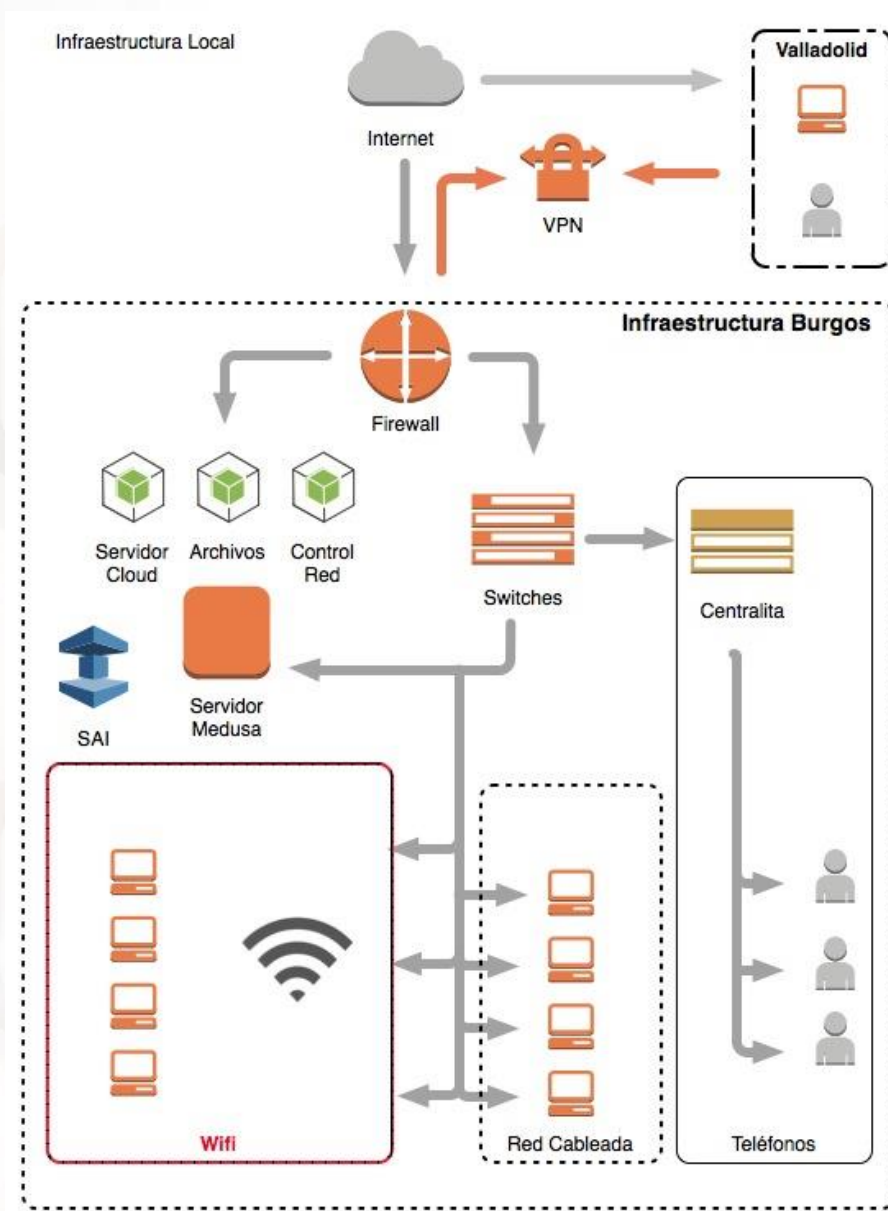 Infraestructura Local
Valladolid
Internet
VPN
Infraestructura Burgos
Firewall
Servidor
Cloud
Archivos
Control
Red
Switches
Centralita
Servidor
Medusa
SAI
Wifi
Red Cableada
Teléfonos